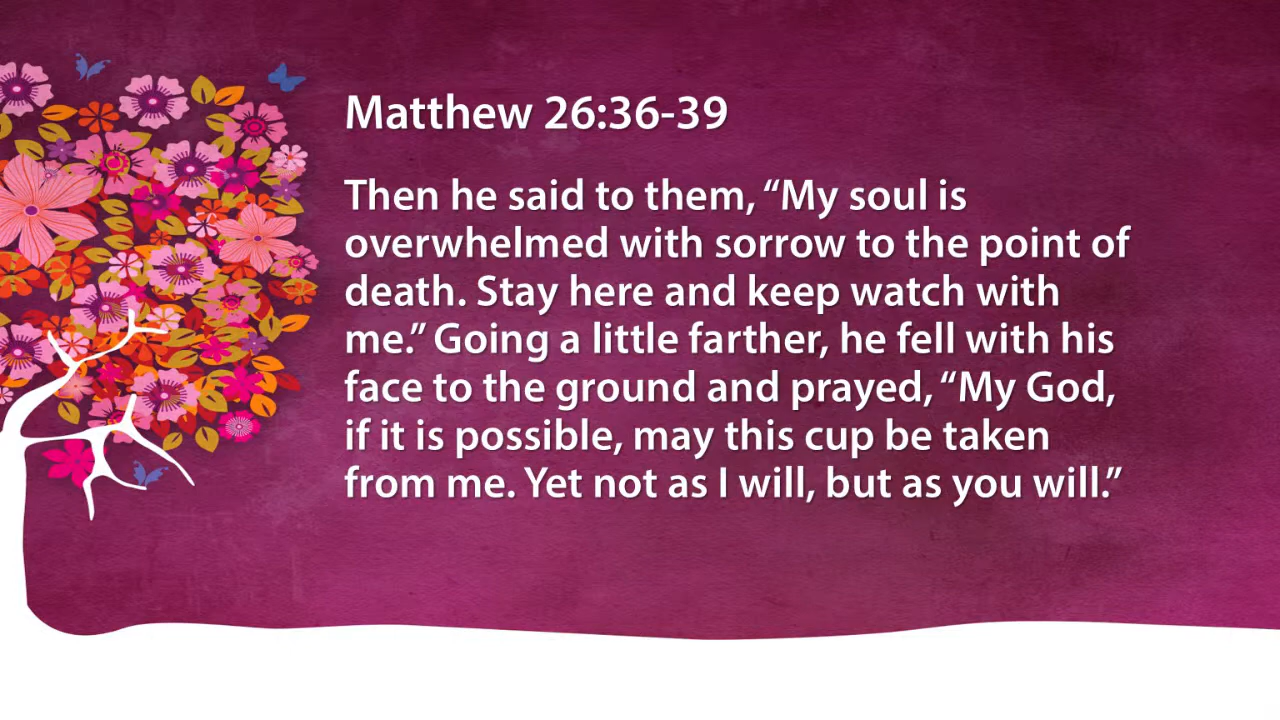 Matthew 26:36-39
Then he said to them, “My soul is
overwhelmed with sorrow to the point of
death. Stay here and keep watch with
me.” Going a little farther, he fell with his
face to the ground and prayed, “My God,
if it is possible, may this cup be taken
from me. Yet not as I will, but as you will.”